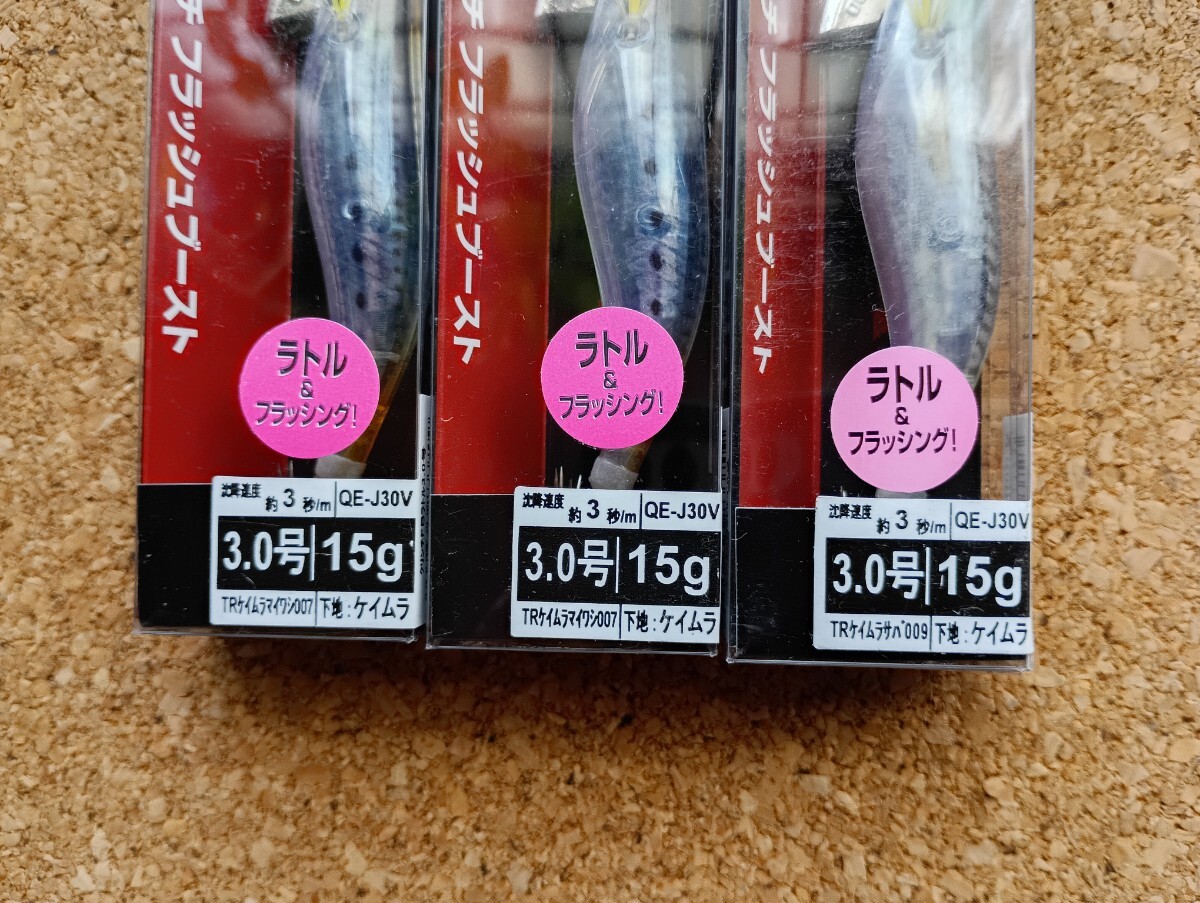 チ フラッシュブースト
ラトル
&
フラッシング!
沈降速度 約3秒/m QE-J30V
3.0号 15g
TRケイムラマイワシ007 下地:ケイムラ
チ フラッシュブースト
ラトル
&
フラッシング!
沈降速度 約3秒/m QE-J30V
3.0号 15g
TRケイムラマイワシ007 下地:ケイムラ
チ フラッシュブースト
ラトル
&
フラッシング!
沈降速度 約3秒/m QE-J30V
3.0号 15g
TRケイムラサバ009 下地:ケイムラ